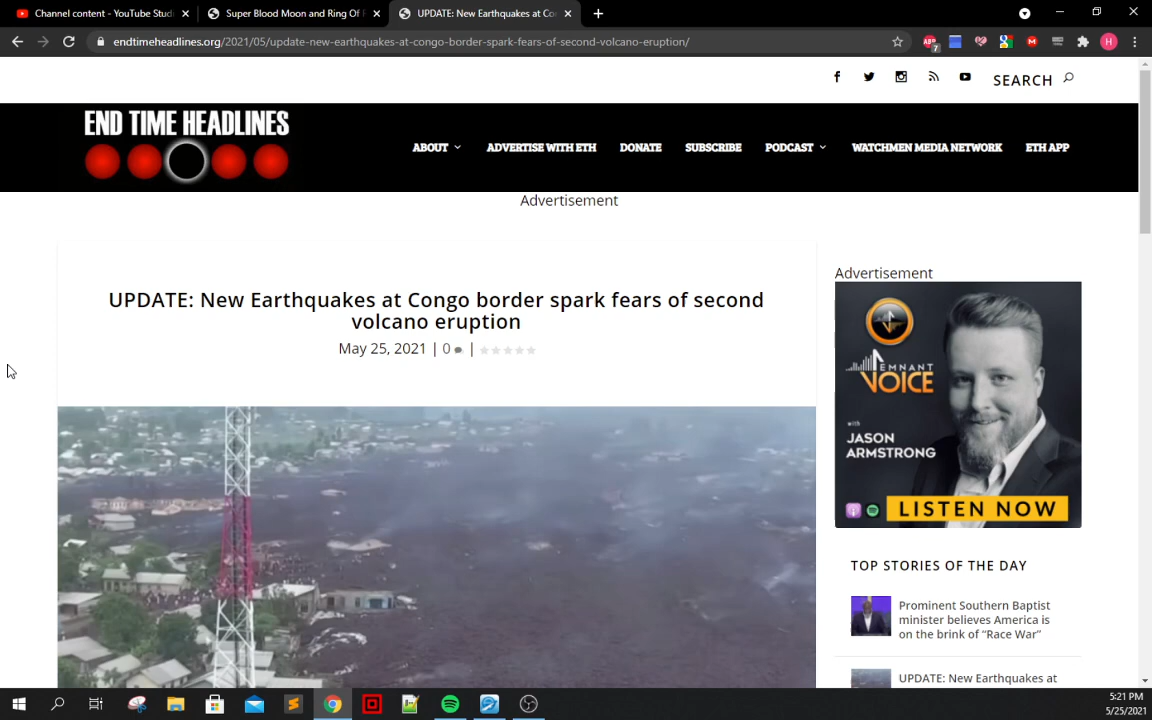 Channel content - YouTube Stud
Super Blood Moon and Ring Of F
UPDATE: New Earthquakes at Co
endtimeheadlines.org/2021/05/update-new-earthquakes-at-congo-border-spark-fears-of-second-volcano-eruption/
ABP
7
H
SEARCH
END TIME HEADLINES
ABOUT
ADVERTISE WITH ETH
DONATE
SUBSCRIBE
PODCAST
WATCHMEN MEDIA NETWORK
ETH APP
Advertisement
UPDATE: New Earthquakes at Congo border spark fears of second
volcano eruption
May 25, 2021 | 0 |
Advertisement
EMNANT
VOICE
with
JASON
ARMSTRONG
LISTEN NOW
TOP STORIES OF THE DAY
Prominent Southern Baptist
minister believes America is
on the brink of “Race War”
UPDATE: New Earthquakes at
5:21 PM
5/25/2021